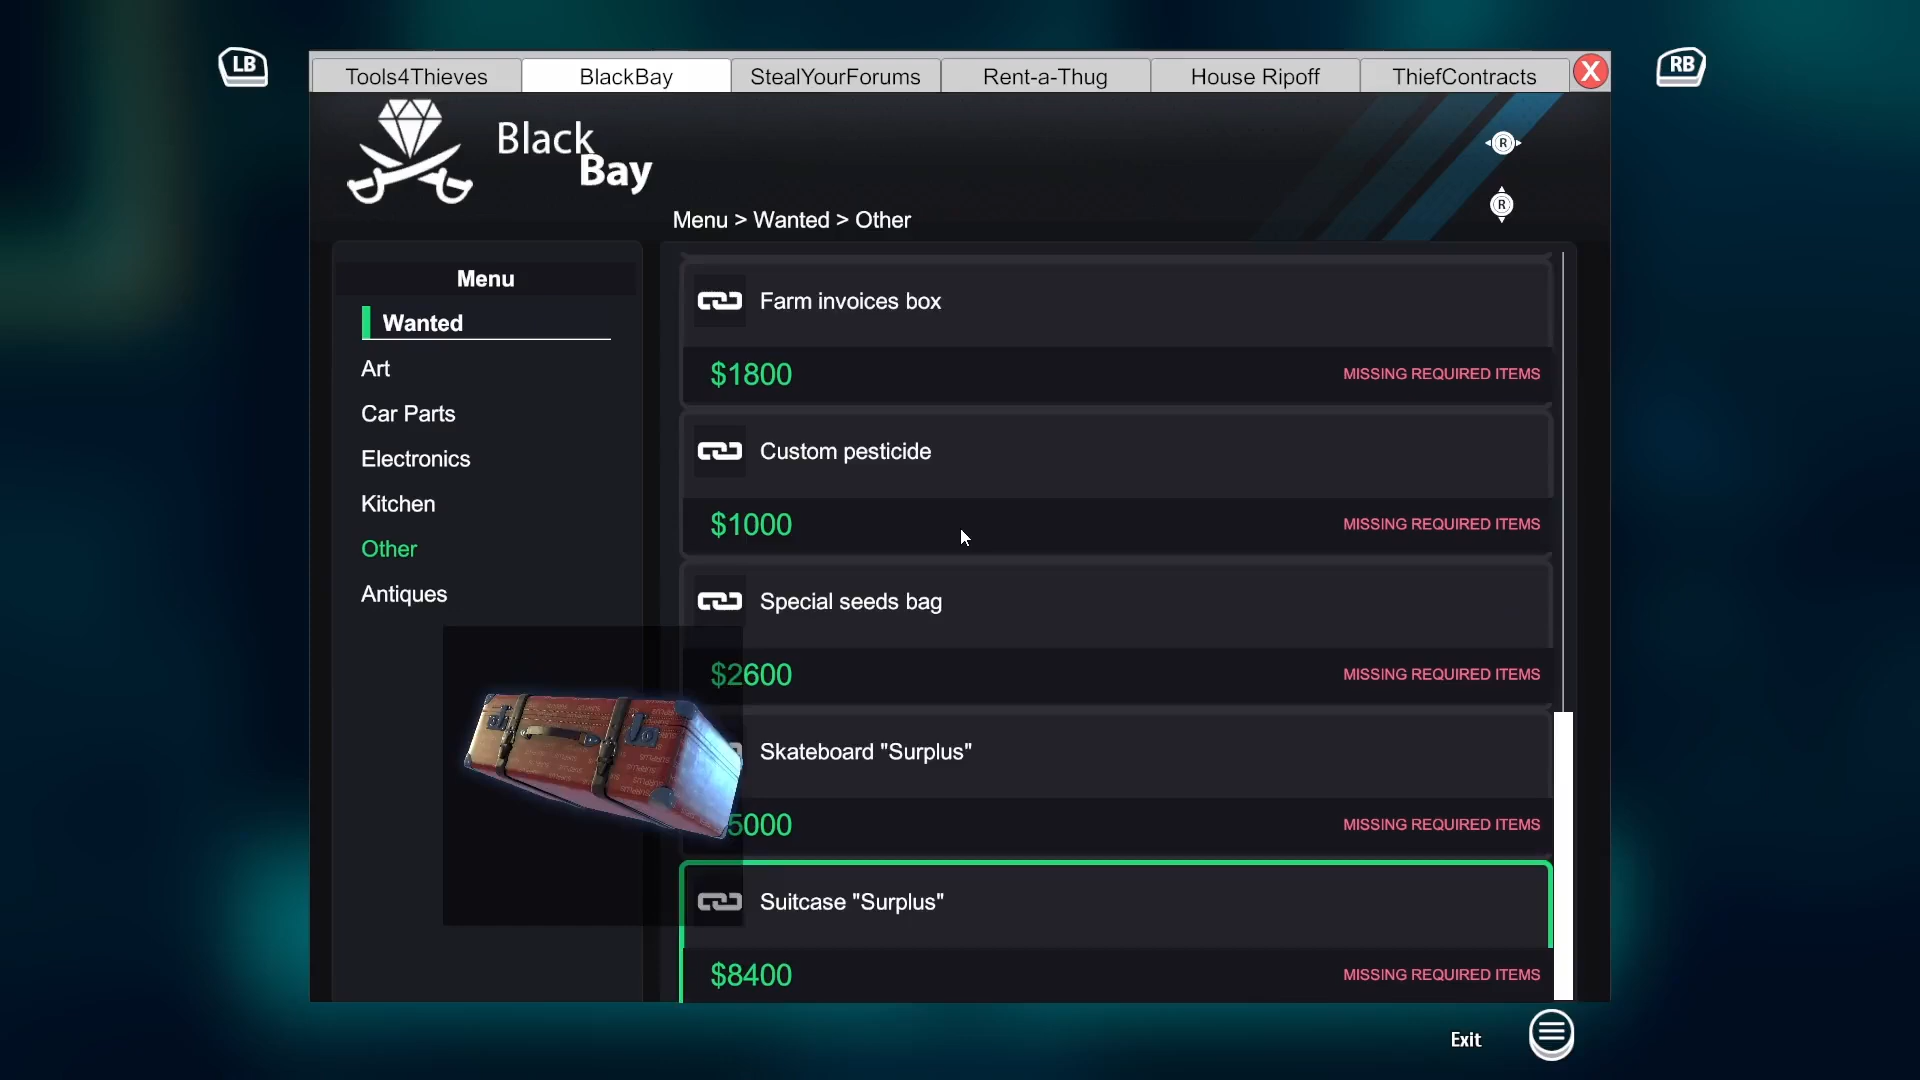 LB
RB
Tools4Thieves
BlackBay
StealYourForums
Rent-a-Thug
House Ripoff
ThiefContracts
X
Black
Bay
R
R
Menu > Wanted > Other
Menu
Wanted
Art
Car Parts
Electronics
Kitchen
Other
Antiques
Farm invoices box
$1800
MISSING REQUIRED ITEMS
Custom pesticide
$1000
MISSING REQUIRED ITEMS
Special seeds bag
$2600
MISSING REQUIRED ITEMS
Skateboard "Surplus"
5000
MISSING REQUIRED ITEMS
Suitcase "Surplus"
$8400
MISSING REQUIRED ITEMS
Exit